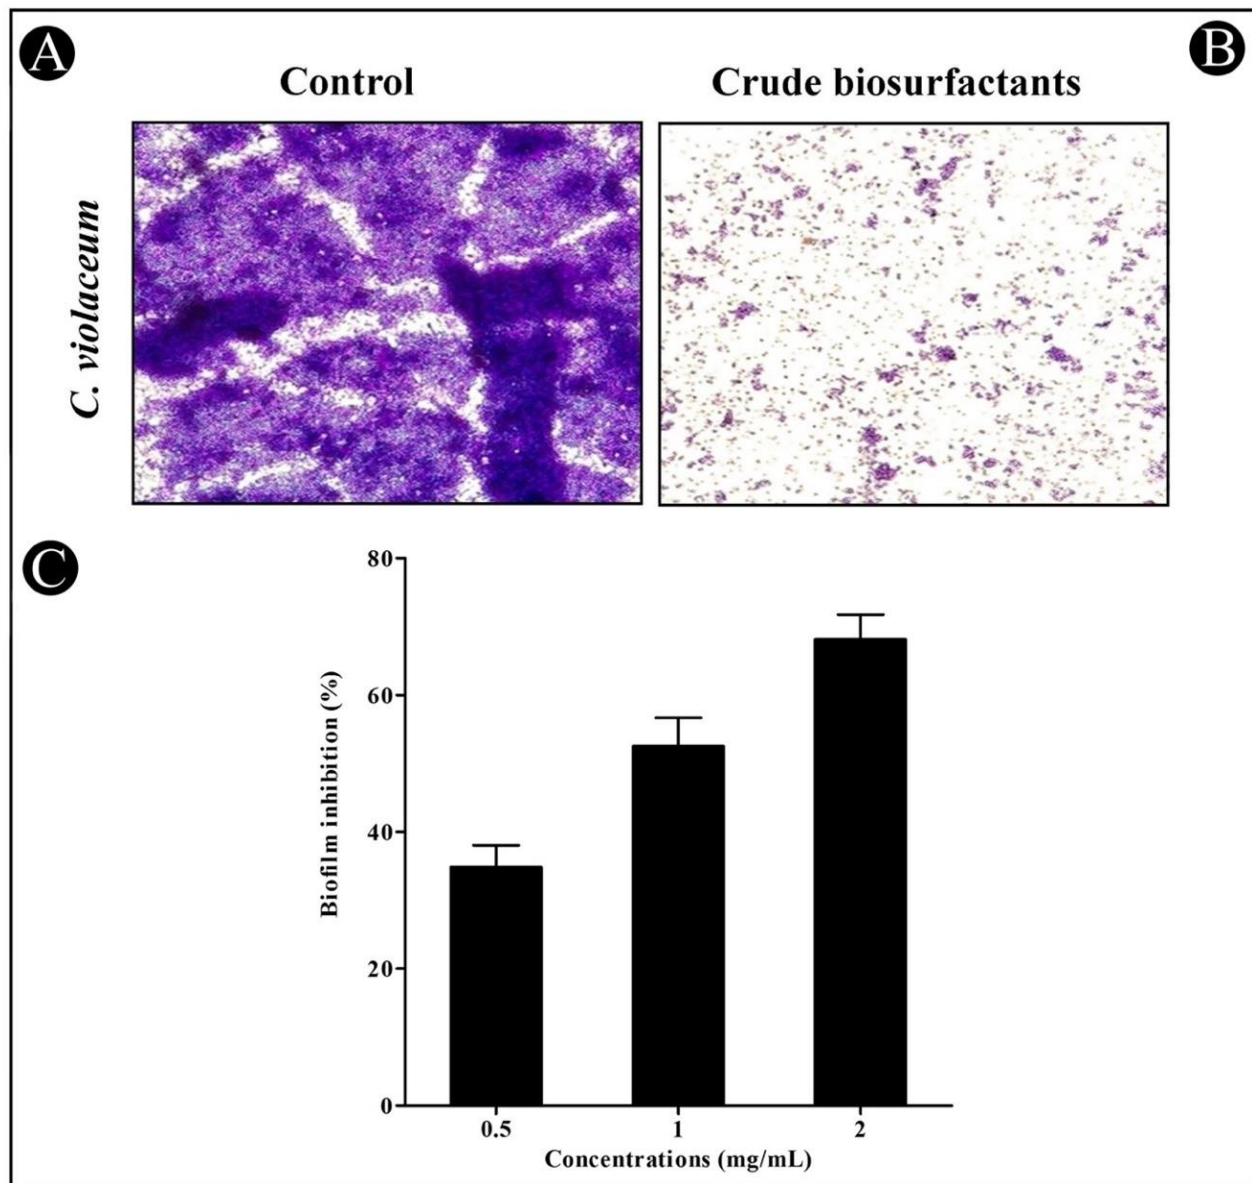 A
B
Control
Crude biosurfactants
C. violaceum
C
80
60
40
20
0
Biofilm inhibition (%)
0.5
1
2
Concentrations (mg/mL)